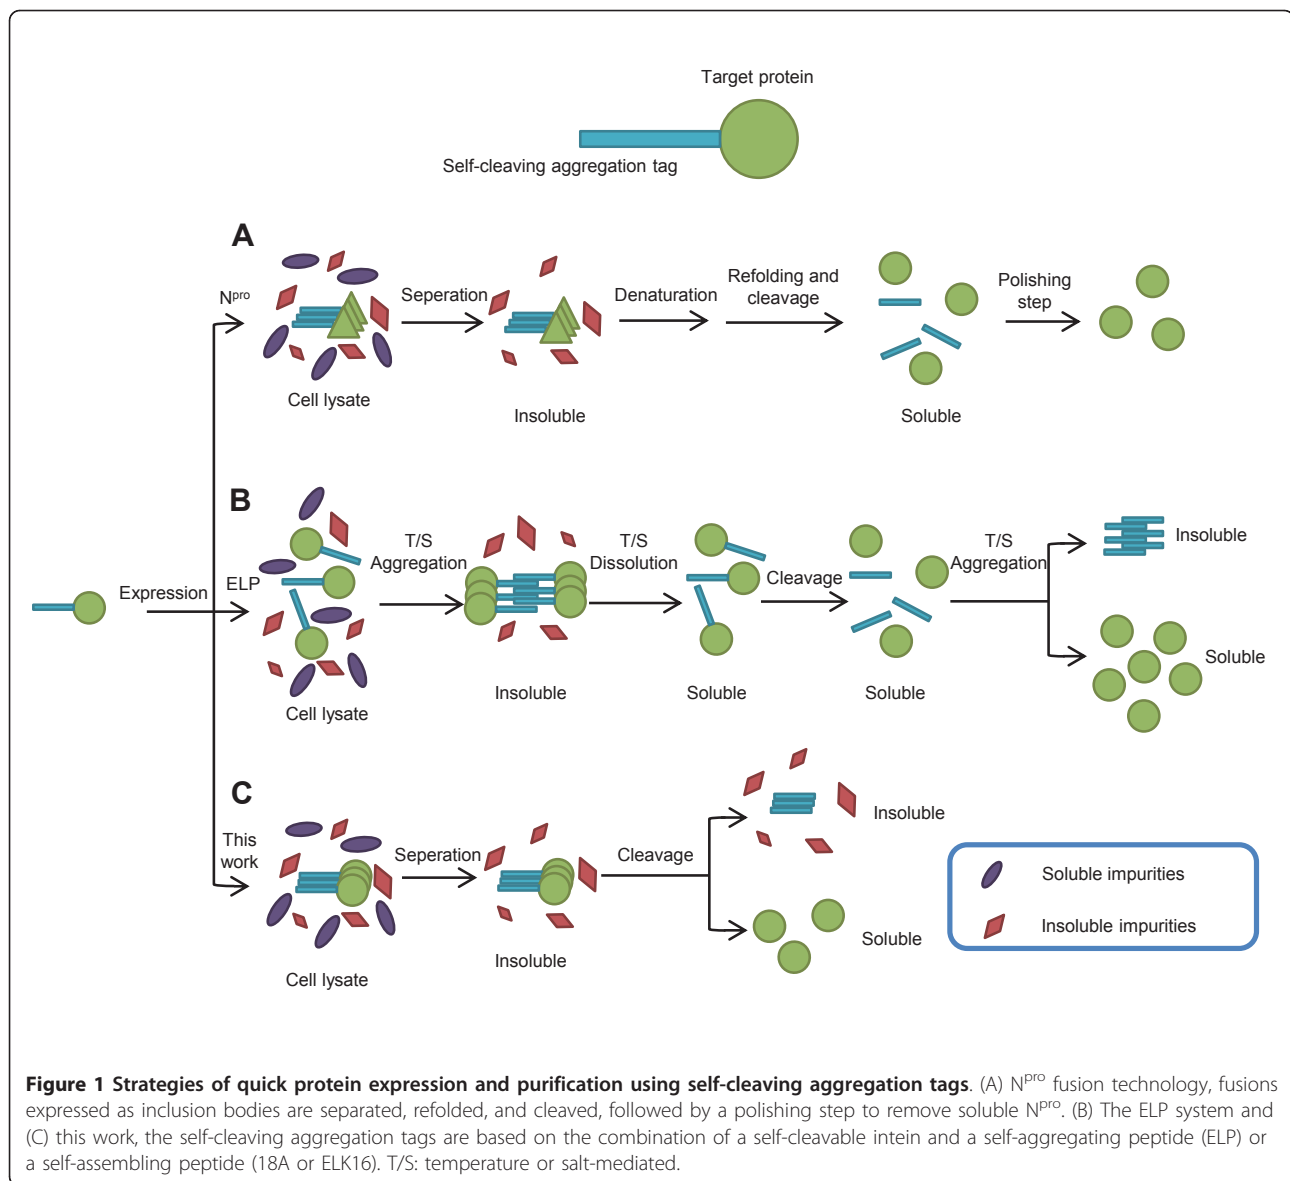 Target protein
Self-cleaving aggregation tag
A
N^pro
Seperation
Denaturation
Refolding and
cleavage
Polishing
step
Cell lysate
Insoluble
Soluble
B
Expression
ELP
T/S
Aggregation
T/S
Dissolution
Cleavage
T/S
Aggregation
Insoluble
Soluble
Cell lysate
Insoluble
Soluble
Soluble
C
This
work
Seperation
Cleavage
Insoluble
Soluble
Cell lysate
Insoluble
Soluble impurities
Insoluble impurities
Figure 1 Strategies of quick protein expression and purification using self-cleaving aggregation tags. (A) N^pro fusion technology, fusions
expressed as inclusion bodies are separated, refolded, and cleaved, followed by a polishing step to remove soluble N^pro. (B) The ELP system and
(C) this work, the self-cleaving aggregation tags are based on the combination of a self-cleavable intein and a self-aggregating peptide (ELP) or
a self-assembling peptide (18A or ELK16). T/S: temperature or salt-mediated.